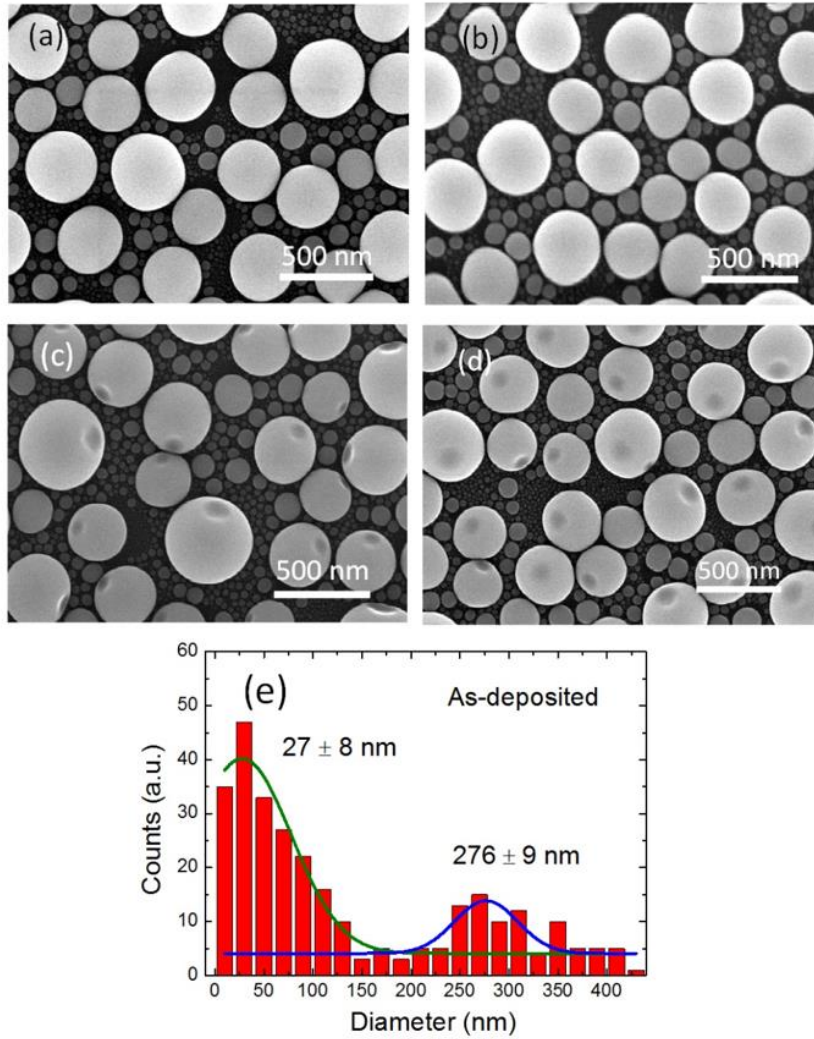 (a)
(b)
500 nm
500 nm
(c)
(d)
500 nm
500 nm
(e)
As-deposited
27 ± 8 nm
276 ± 9 nm
Counts (a.u.)
60
50
40
30
20
10
0
0 50 100 150 200 250 300 350 400
Diameter (nm)